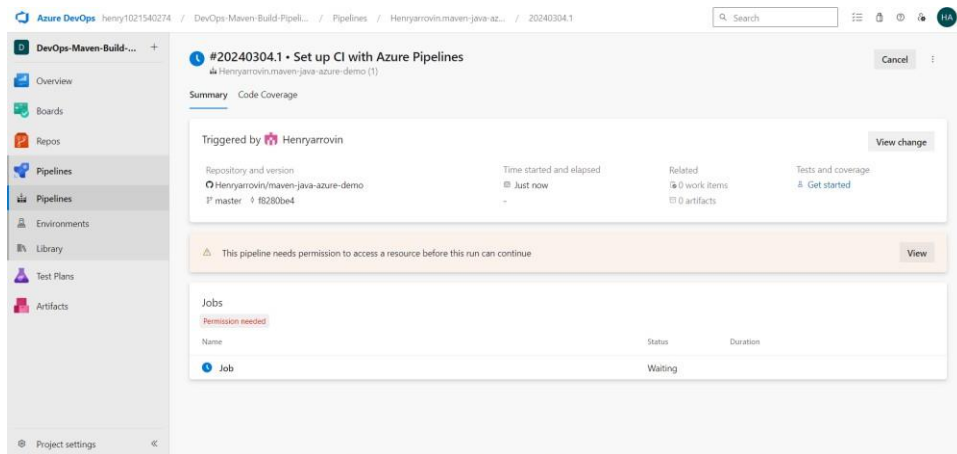 Azure DevOps henry1021540274 / DevOps-Maven-Build-Pipeli... / Pipelines / Henryarrovin.maven-java-az... / 20240304.1
Search
HA
D DevOps-Maven-Build-... +
Overview
Boards
Repos
Pipelines
Pipelines
Environments
Library
Test Plans
Artifacts
Project settings
#20240304.1 • Set up CI with Azure Pipelines
Henryarrovin.maven-java-azure-demo (1)
Cancel
Summary Code Coverage
Triggered by Henryarrovin
View change
Repository and version
Henryarrovin/maven-java-azure-demo
master f8280be4
Time started and elapsed
Just now
-
Related
0 work items
0 artifacts
Tests and coverage
Get started
This pipeline needs permission to access a resource before this run can continue
View
Jobs
Permission needed
Name Status Duration
Job Waiting